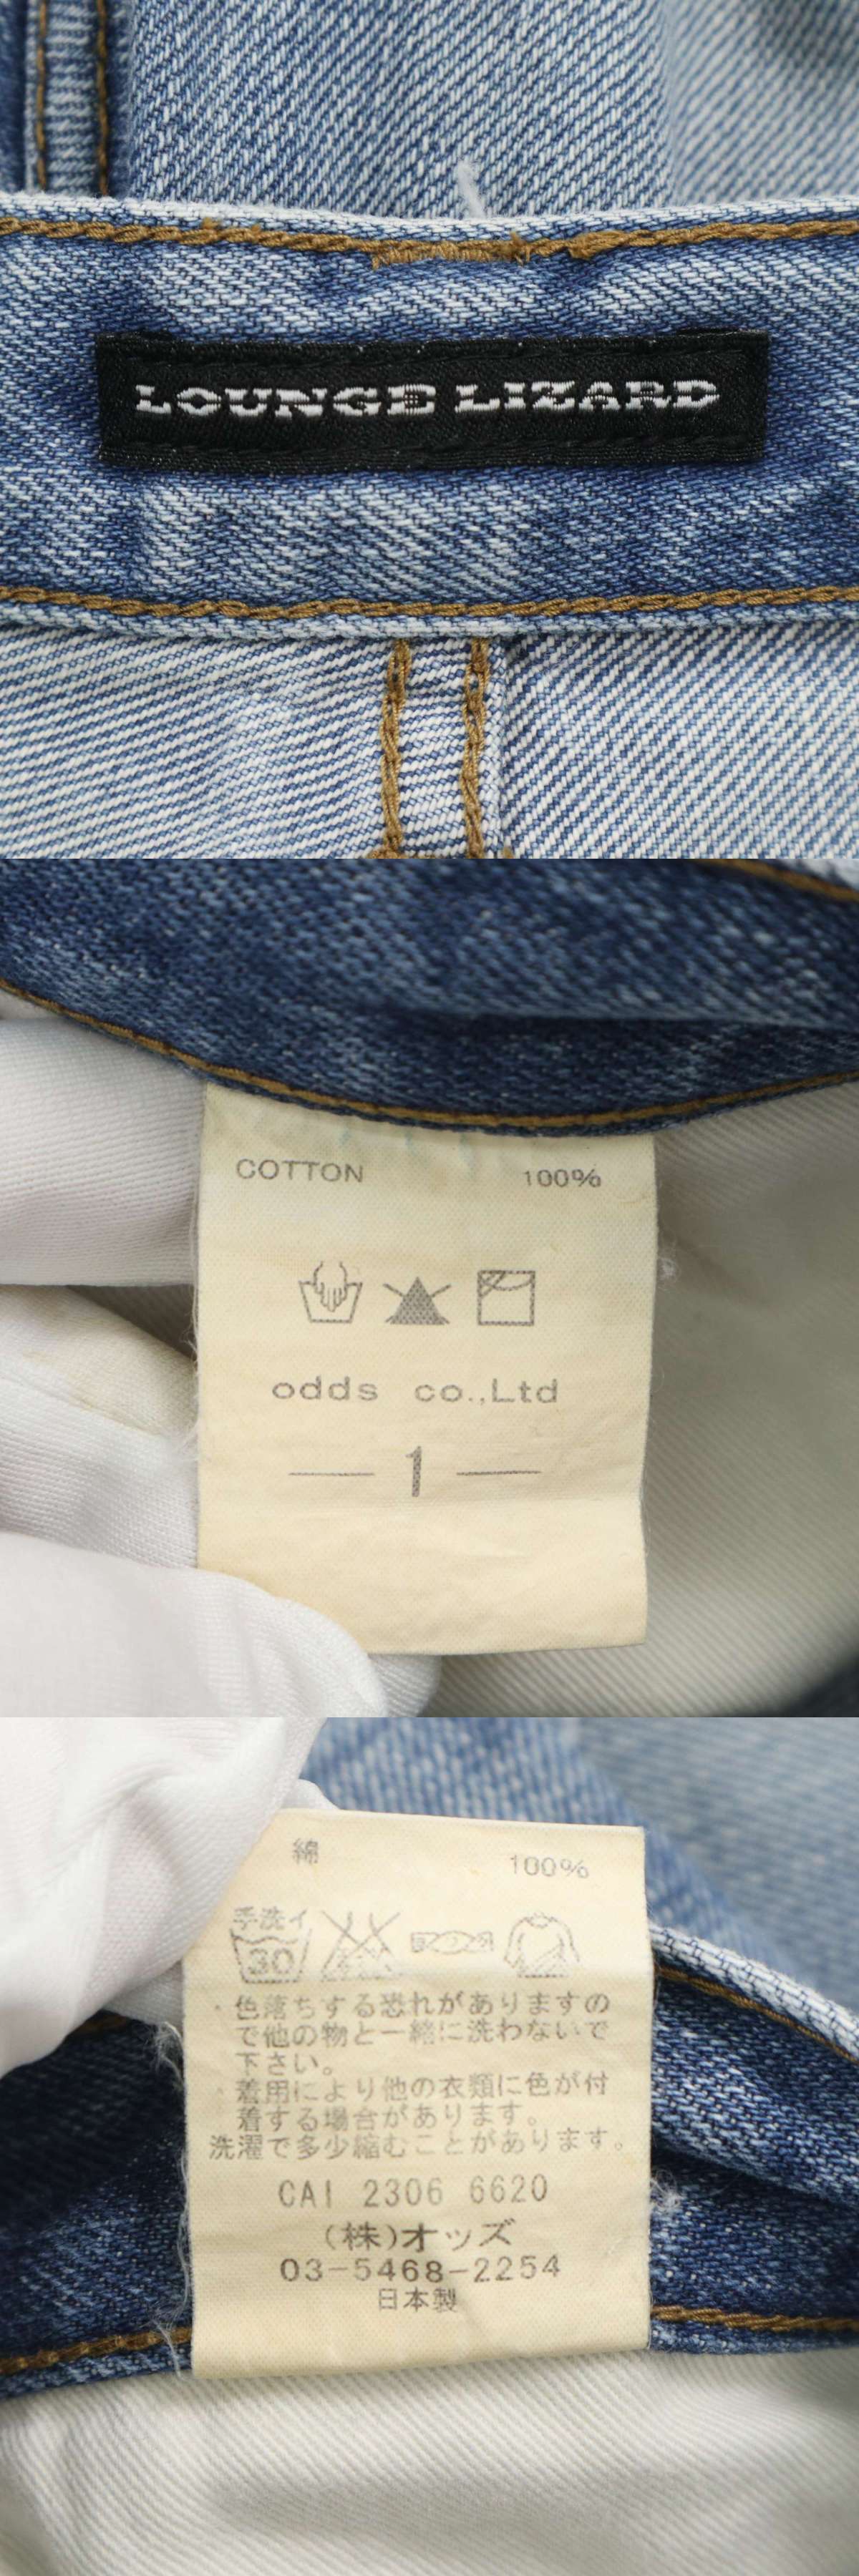 LOUNGE LIZARD
COTTON 100%
odds co.,Ltd
1
綿 100%
手洗イ
30
・色落ちする恐れがありますの
で他の物と一緒に洗わないで
下さい。
・着用により他の衣類に色が付
着する場合があります。
洗濯で多少縮むことがあります。
CAI 2306 6620
(株)オッズ
03-5468-2254
日本製